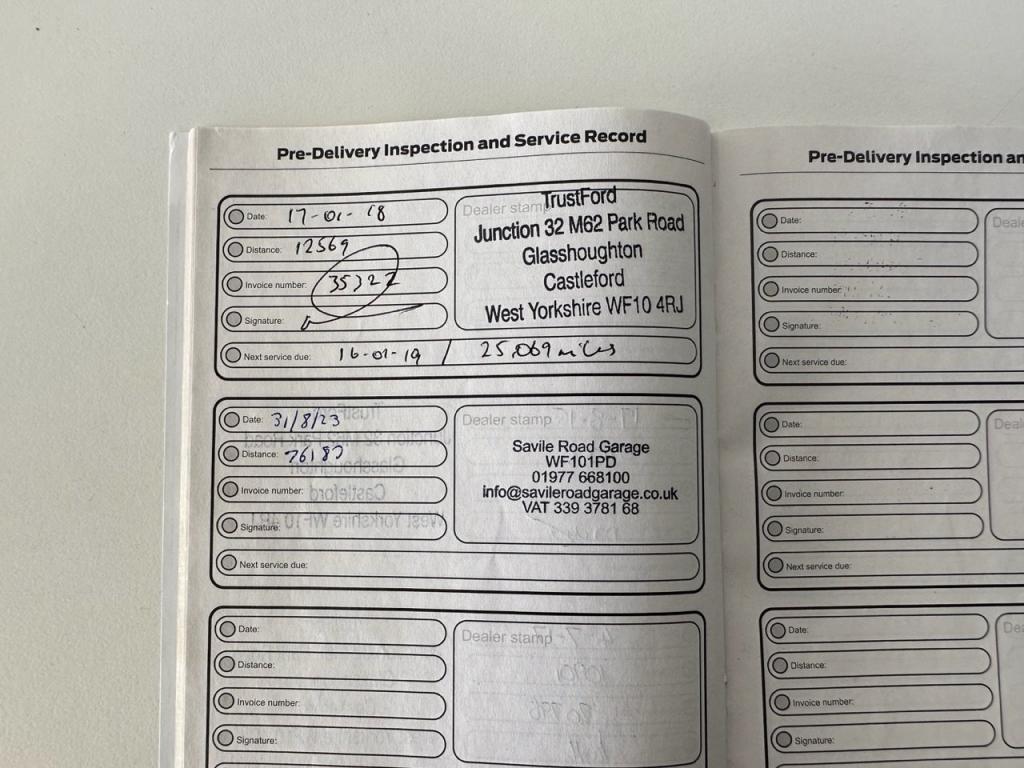 Pre-Delivery Inspection and Service Record
Date: 17-01-18
Distance: 12569
Invoice number: 35322
Signature:
Next service due: 16-01-19 / 25,069 miles
Dealer stamp
TrustFord
Junction 32 M62 Park Road
Glasshoughton
Castleford
West Yorkshire WF10 4RJ
Date: 31/8/23
Distance:
Invoice number:
Signature:
Next service due:
Dealer stamp
Savile Road Garage
WF101PD
01977 668100
info@savileroadgarage.co.uk
VAT 339 3781 68
Date:
Distance:
Invoice number:
Signature:
Dealer stamp
Pre-Delivery Inspection an
Date:
Distance:
Invoice number:
Signature:
Next service due:
Deale
Date:
Distance:
Invoice number:
Signature:
Next service due:
Deal
Date:
Distance:
Invoice number:
Signature:
Dea